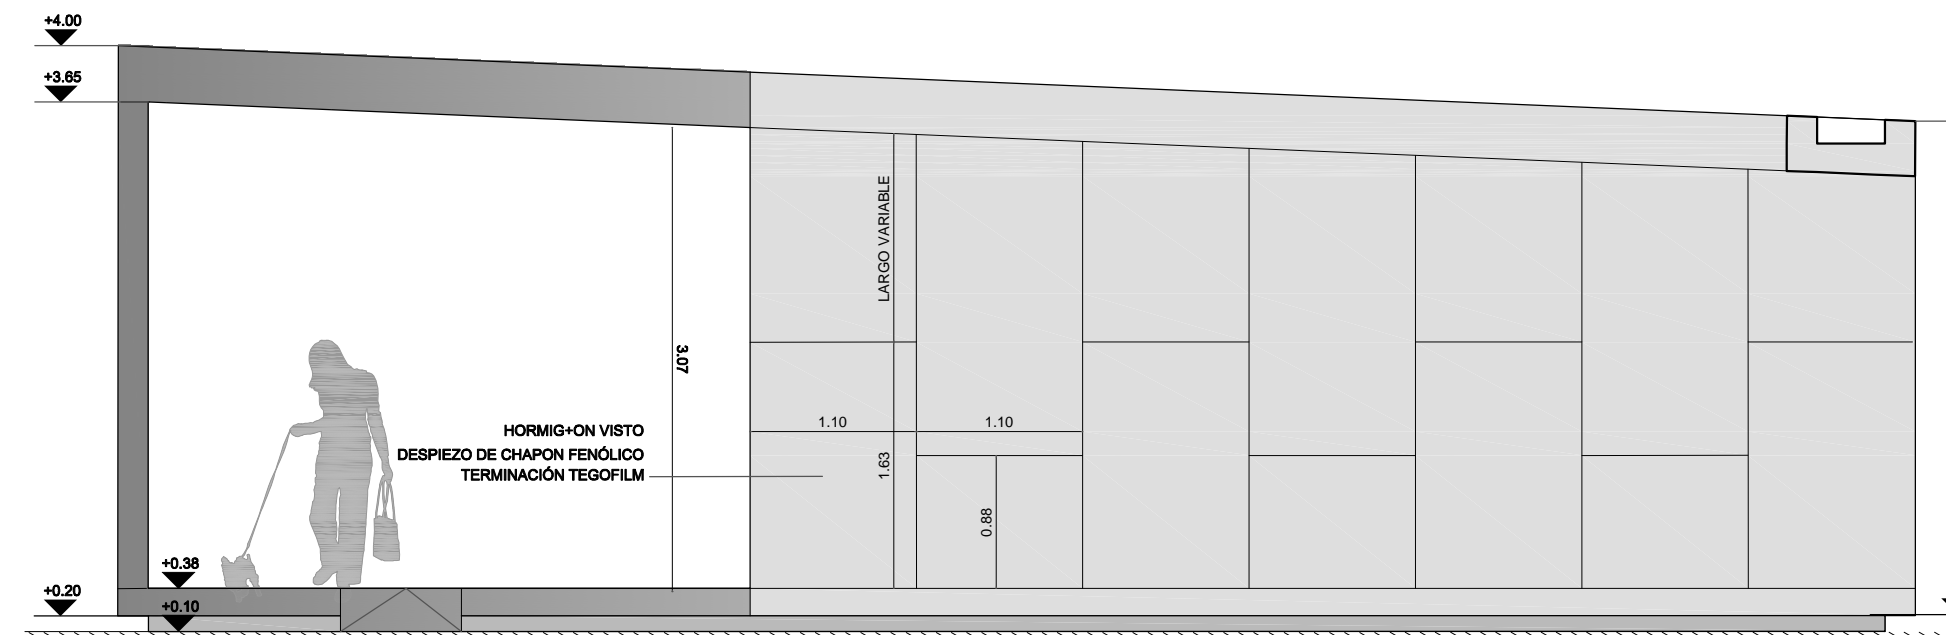 +4.00
+3.65
LARGO VARIABLE
3.07
1.10
1.10
HORMIG+ON VISTO
DESPIEZO DE CHAPON FENÓLICO
TERMINACIÓN TEGOFILM
1.63
0.88
+0.38
+0.20
+0.10